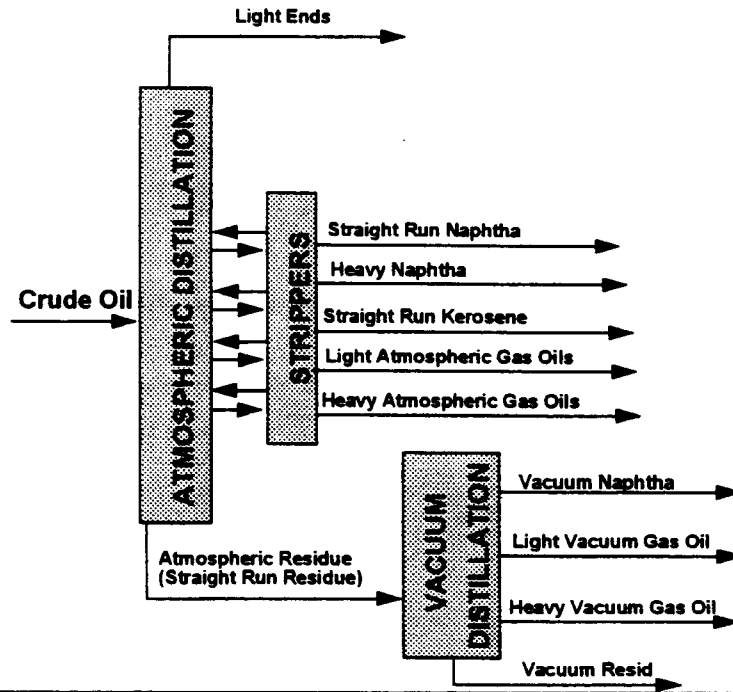 Light Ends
ATMOSPHERIC DISTILLATION
STRIPPERS
Straight Run Naphtha
Heavy Naphtha
Crude Oil
Straight Run Kerosene
Light Atmospheric Gas Oils
Heavy Atmospheric Gas Oils
Atmospheric Residue
(Straight Run Residue)
VACUUM
DISTILLATION
Vacuum Naphtha
Light Vacuum Gas Oil
Heavy Vacuum Gas Oil
Vacuum Resid